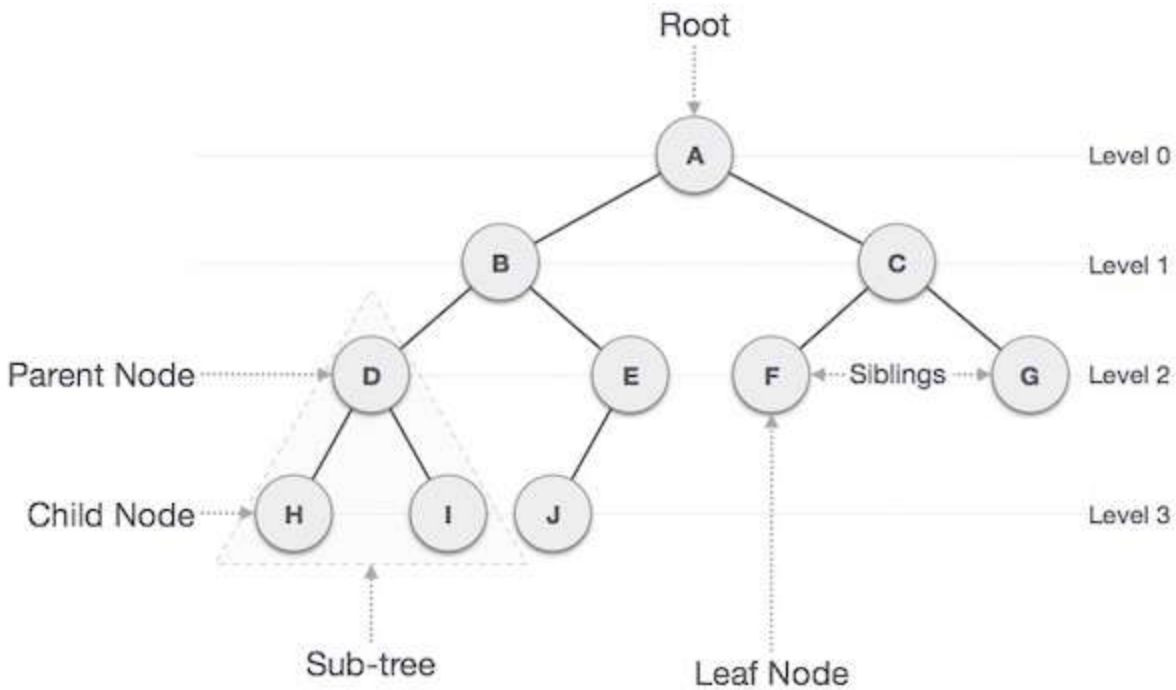 Root
A
Level 0
B
C
Level 1
Parent Node
D
E
F
Siblings
G
Level 2
Child Node
H
I
J
Level 3
Sub-tree
Leaf Node